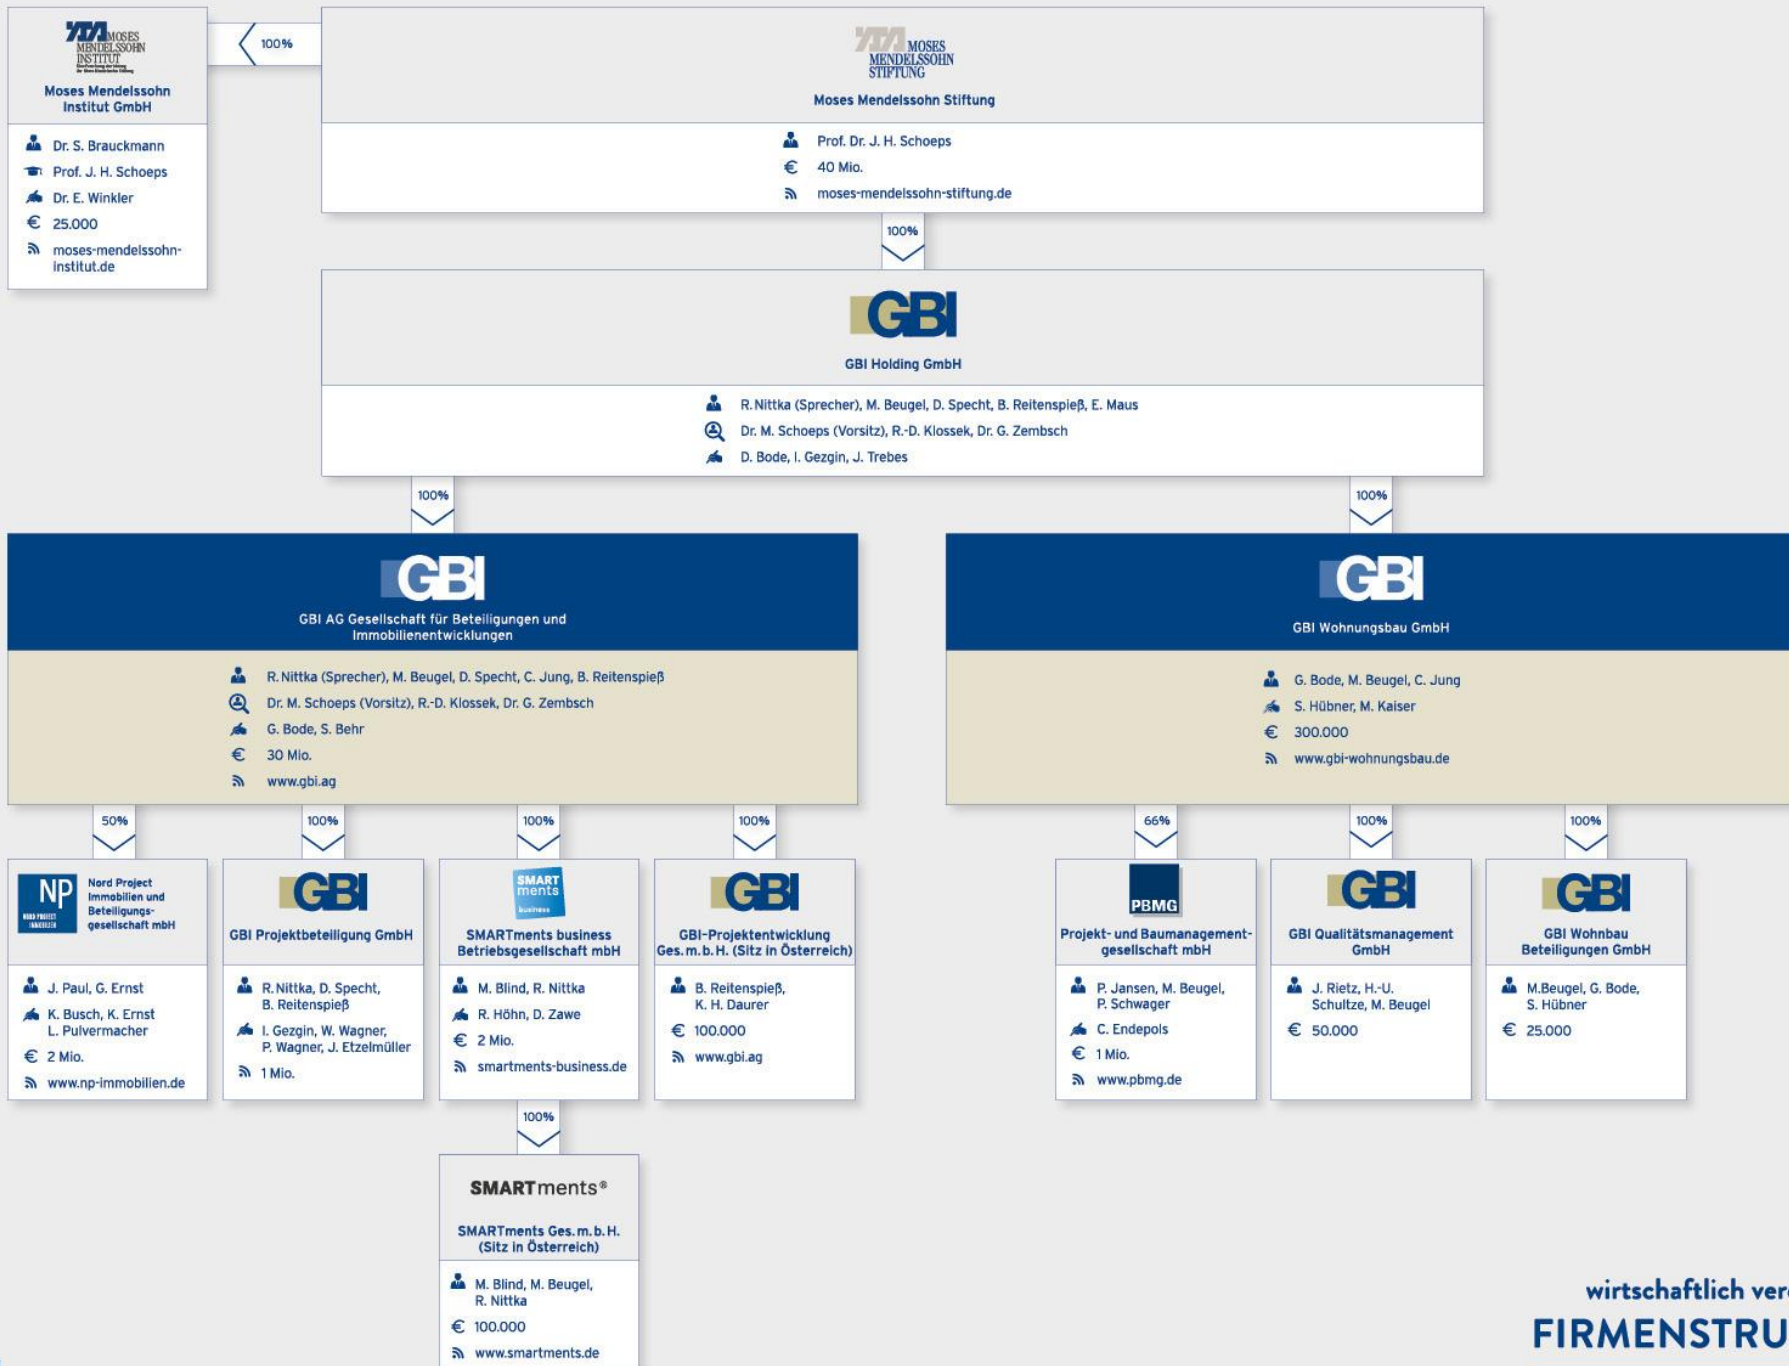 MOSES
MENDELSSOHN
INSTITUT
Moses Mendelssohn
Institut GmbH
Dr. S. Brauckmann
Prof. J. H. Schoeps
Dr. E. Winkler
€ 25.000
moses-mendelssohn-
institut.de
100%
MOSES
MENDELSSOHN
STIFTUNG
Moses Mendelssohn Stiftung
Prof. Dr. J. H. Schoeps
€ 40 Mio.
moses-mendelssohn-stiftung.de
100%
GBI
GBI Holding GmbH
R. Nittka (Sprecher), M. Beugel, D. Specht, B. Reitenspieß, E. Maus
Dr. M. Schoeps (Vorsitz), R.-D. Klossek, Dr. G. Zembsch
D. Bode, I. Gezgin, J. Trebes
100%
100%
GBI
GBI AG Gesellschaft für Beteiligungen und
Immobilienentwicklungen
R. Nittka (Sprecher), M. Beugel, D. Specht, C. Jung, B. Reitenspieß
Dr. M. Schoeps (Vorsitz), R.-D. Klossek, Dr. G. Zembsch
G. Bode, S. Behr
€ 30 Mio.
www.gbi.ag
GBI
GBI Wohnungsbau GmbH
G. Bode, M. Beugel, C. Jung
S. Hübner, M. Kaiser
€ 300.000
www.gbi-wohnungsbau.de
50%
100%
100%
100%
66%
100%
100%
NP
NORD PROJECT
IMMOBILIEN
Nord Project
Immobilien und
Beteiligungs-
gesellschaft mbH
J. Paul, G. Ernst
K. Busch, K. Ernst
L. Pulvermacher
€ 2 Mio.
www.np-immobilien.de
GBI
GBI Projektbeteiligung GmbH
R. Nittka, D. Specht,
B. Reitenspieß
I. Gezgin, W. Wagner,
P. Wagner, J. Etzelmüller
1 Mio.
SMART
ments
business
SMARTments business
Betriebsgesellschaft mbH
M. Blind, R. Nittka
R. Höhn, D. Zawe
€ 2 Mio.
smartments-business.de
GBI
GBI-Projektentwicklung
Ges.m.b.H. (Sitz in Österreich)
B. Reitenspieß,
K. H. Daurer
€ 100.000
www.gbi.ag
PBMG
Projekt- und Baumanagement-
gesellschaft mbH
P. Jansen, M. Beugel,
P. Schwager
C. Endepols
€ 1 Mio.
www.pbmg.de
GBI
GBI Qualitätsmanagement
GmbH
J. Rietz, H.-U.
Schultze, M. Beugel
€ 50.000
GBI
GBI Wohnbau
Beteiligungen GmbH
M.Beugel, G. Bode,
S. Hübner
€ 25.000
100%
SMARTments®
SMARTments Ges.m.b.H.
(Sitz in Österreich)
M. Blind, M. Beugel,
R. Nittka
€ 100.000
www.smartments.de
wirtschaftlich ver
FIRMENSTRU